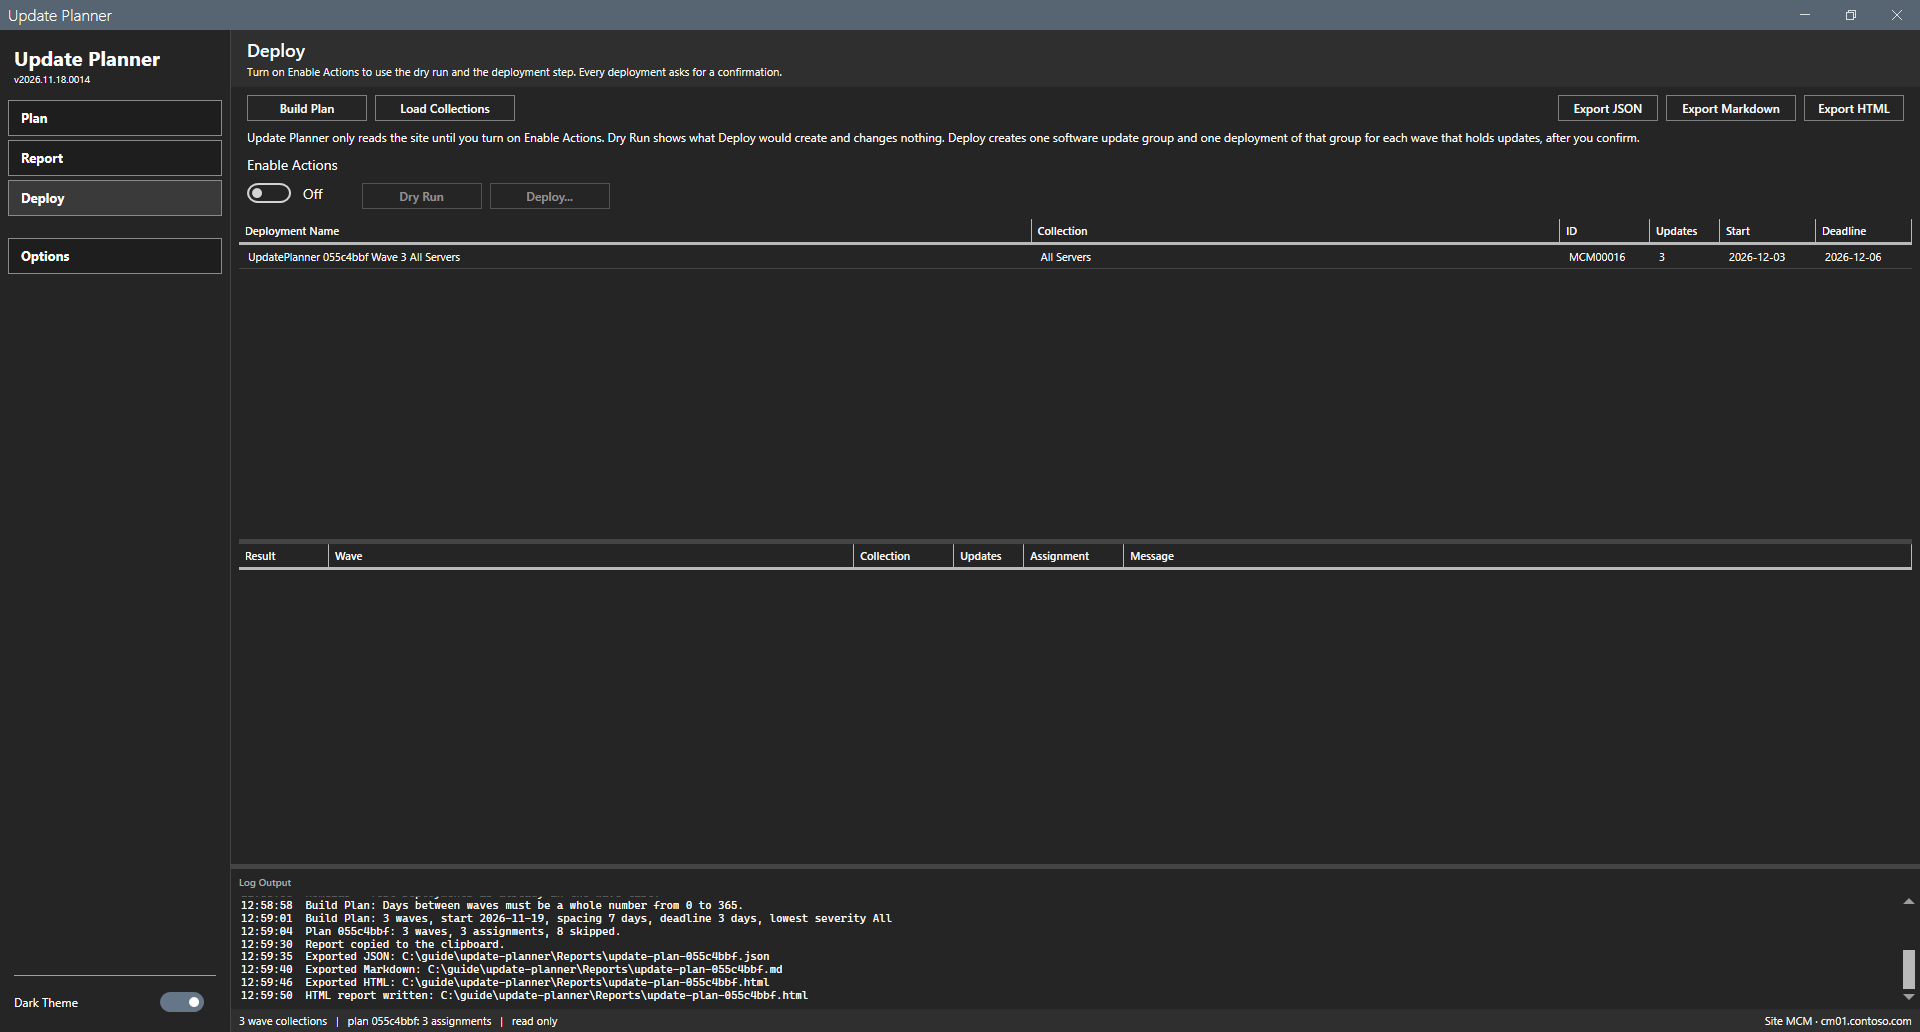 Update Planner
Update Planner
v2026.11.18.0014
Plan
Report
Deploy
Options
Dark Theme
Deploy
Turn on Enable Actions to use the dry run and the deployment step. Every deployment asks for a confirmation.
Build Plan
Load Collections
Export JSON
Export Markdown
Export HTML
Update Planner only reads the site until you turn on Enable Actions. Dry Run shows what Deploy would create and changes nothing. Deploy creates one software update group and one deployment of that group for each wave that holds updates, after you confirm.
Enable Actions
Off
Dry Run
Deploy...
Deployment Name Collection ID Updates Start Deadline
UpdatePlanner 055c4bbf Wave 3 All Servers All Servers MCM00016 3 2026-12-03 2026-12-06
Result Wave Collection Updates Assignment Message
Log Output
12:58:58 Build Plan: Days between waves must be a whole number from 0 to 365.
12:59:01 Build Plan: 3 waves, start 2026-11-19, spacing 7 days, deadline 3 days, lowest severity All
12:59:04 Plan 055c4bbf: 3 waves, 3 assignments, 8 skipped.
12:59:30 Report copied to the clipboard.
12:59:35 Exported JSON: C:\guide\update-planner\Reports\update-plan-055c4bbf.json
12:59:40 Exported Markdown: C:\guide\update-planner\Reports\update-plan-055c4bbf.md
12:59:46 Exported HTML: C:\guide\update-planner\Reports\update-plan-055c4bbf.html
12:59:50 HTML report written: C:\guide\update-planner\Reports\update-plan-055c4bbf.html
3 wave collections | plan 055c4bbf: 3 assignments | read only
Site MCM · cm01.contoso.com